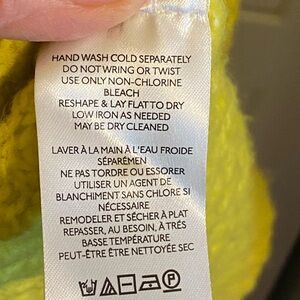 HAND WASH COLD SEPARATELY
DO NOT WRING OR TWIST
USE ONLY NON-CHLORINE
BLEACH
RESHAPE & LAY FLAT TO DRY
LOW IRON AS NEEDED
MAY BE DRY CLEANED
LAVER À LA MAIN À L'EAU FROIDE
SÉPARÉMEN
NE PAS TORDRE OU ESSORER
UTILISER UN AGENT DE
BLANCHIMENT SANS CHLORE SI
NÉCESSAIRE
REMODELER ET SÉCHER À PLAT
REPASSER, AU BESOIN, À TRÉS
BASSE TEMPÉRATURE
PEUT-ÊTRE ÊTRE NETTOYÉE SEC